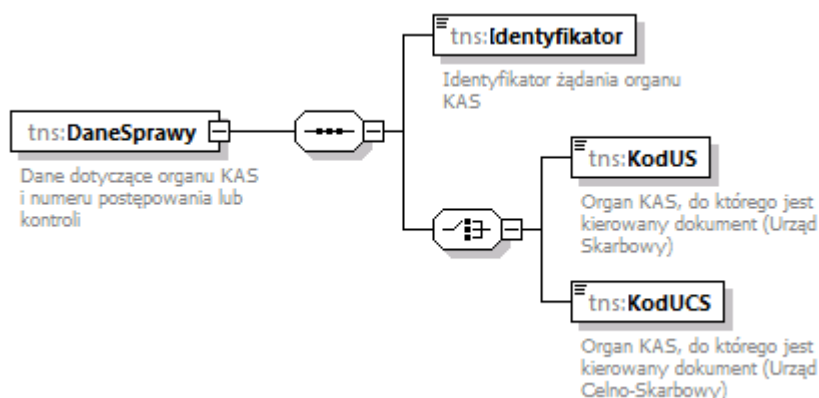 tns:Identyfikator
Identyfikator żądania organu
KAS
tns:DaneSprawy
Dane dotyczące organu KAS
i numeru postępowania lub
kontroli
tns:KodUS
Organ KAS, do którego jest
kierowany dokument (Urząd
Skarbowy)
tns:KodUCS
Organ KAS, do którego jest
kierowany dokument (Urząd
Celno-Skarbowy)